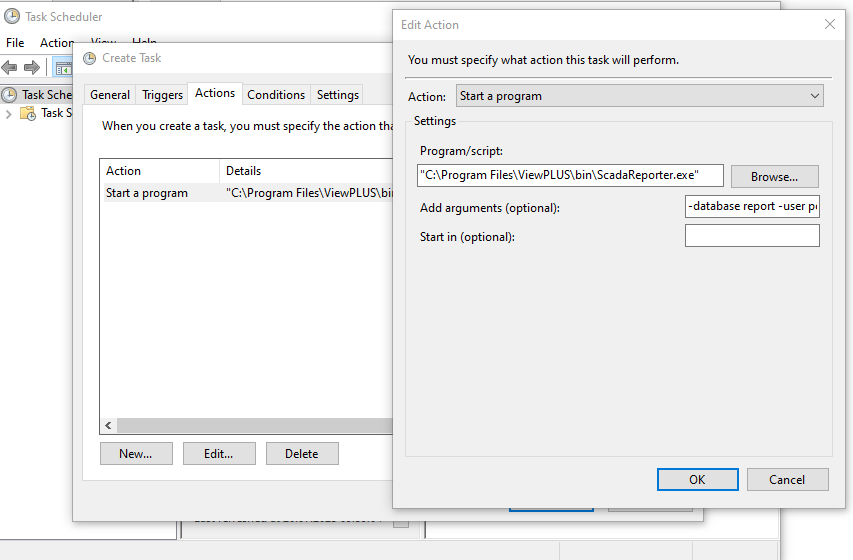 Task Scheduler
File Action View Help
Task Sche
Task S
Create Task
General Triggers Actions Conditions Settings
When you create a task, you must specify the action tha
Action Details
Start a program "C:\Program Files\ViewPLUS\bin
New... Edit... Delete
Edit Action
You must specify what action this task will perform.
Action: Start a program
Settings
Program/script:
"C:\Program Files\ViewPLUS\bin\ScadaReporter.exe"
Browse...
Add arguments (optional): -database report -user p
Start in (optional):
OK Cancel